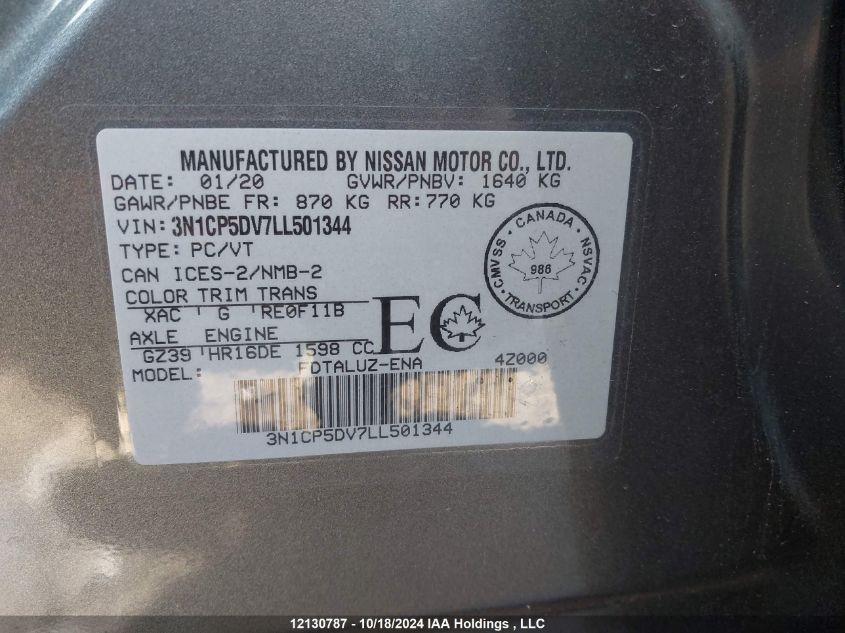 MANUFACTURED BY NISSAN MOTOR CO., LTD.
DATE: 01/20 GVWR/PNBV: 1640 KG
GAWR/PNBE FR: 870 KG RR: 770 KG
VIN: 3N1CP5DV7LL501344
TYPE: PC/VT
CAN ICES-2/NMB-2
COLOR TRIM TRANS
XAC G RE0F11B
AXLE ENGINE
GZ39 HR16DE 1598 CC
EC
MODEL: FDTALUZ-ENA 42000
3N1CP5DV7LL501344
CANADA
CMVSS
NSVAC
986
TRANSPORT
12130787 - 10/18/2024 IAA Holdings , LLC